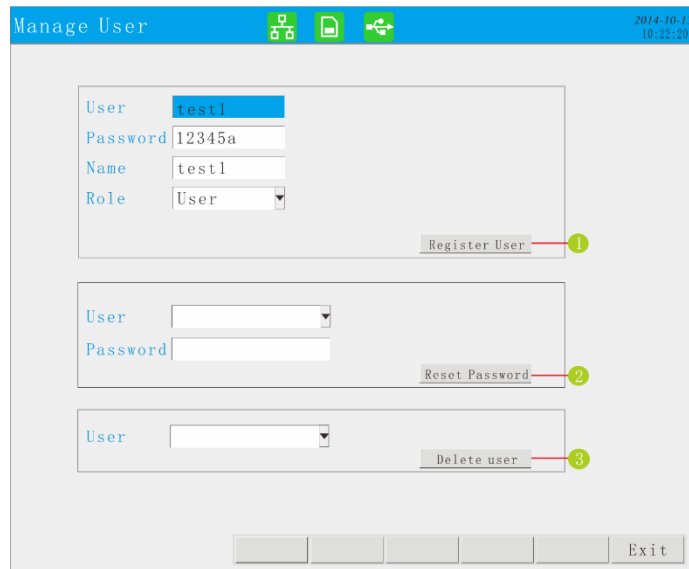 Manage User
2014-10-1
10:22:20
User test1
Password 12345a
Name test1
Role User
Register User 1
User
Password
Reset Password 2
User
Delete user 3
Exit